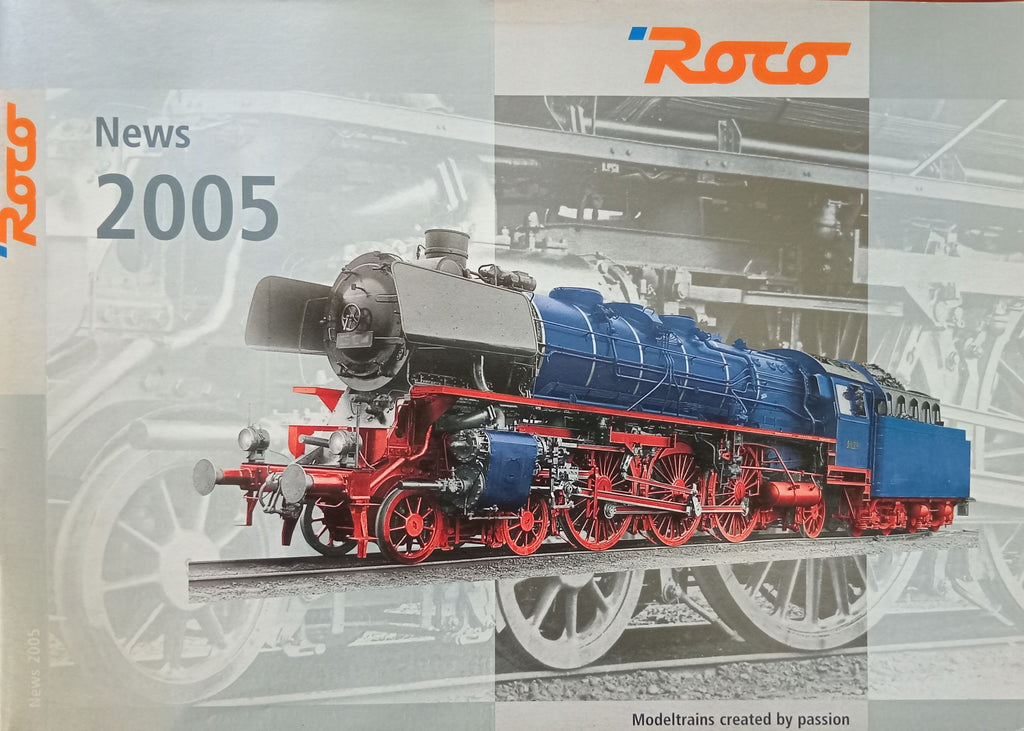 Roco
News
2005
Roco
News 2005
Modeltrains created by passion